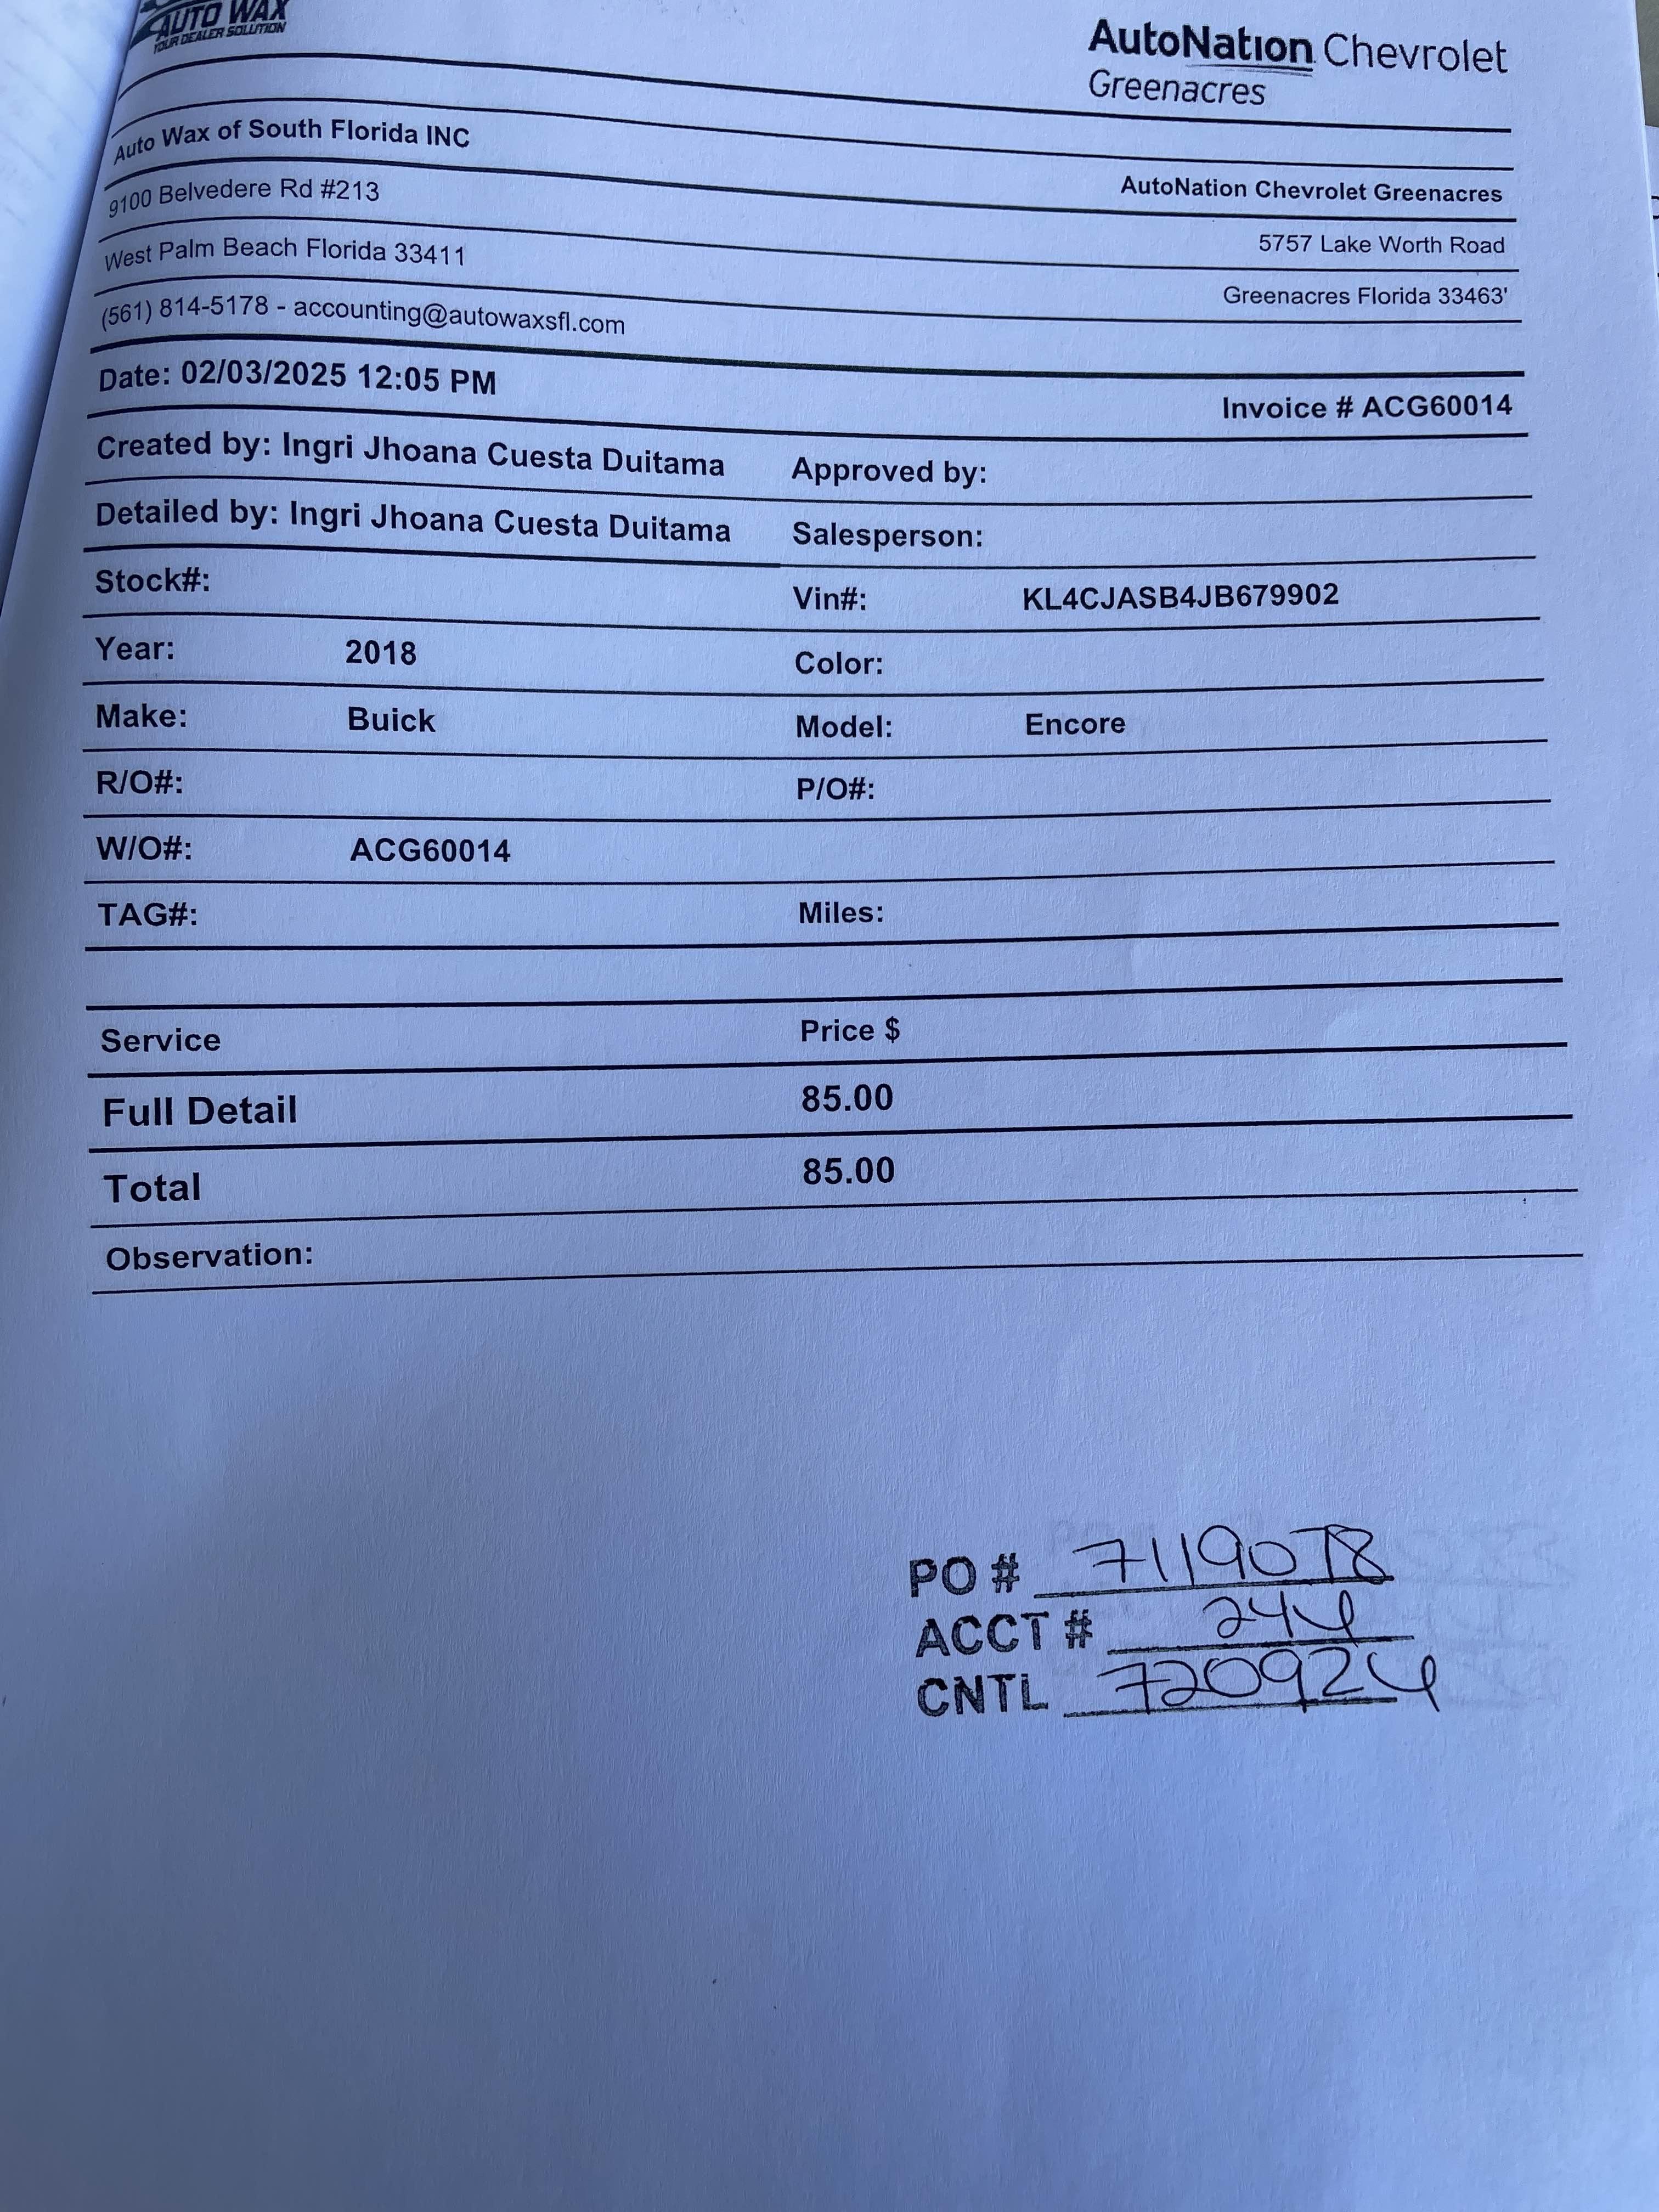 AUTO WAX
YOUR DEALER SOLUTION
AutoNation Chevrolet
Greenacres
Auto Wax of South Florida INC
AutoNation Chevrolet Greenacres
9100 Belvedere Rd #213
5757 Lake Worth Road
West Palm Beach Florida 33411
Greenacres Florida 33463'
(561) 814-5178 - accounting@autowaxsfl.com
Date: 02/03/2025 12:05 PM
Invoice # ACG60014
Created by: Ingri Jhoana Cuesta Duitama Approved by:
Detailed by: Ingri Jhoana Cuesta Duitama Salesperson:
Stock#: Vin#: KL4CJASB4JB679902
Year: 2018 Color:
Make: Buick Model: Encore
R/O#: P/O#:
W/O#: ACG60014
TAG#: Miles:
Service Price $
Full Detail 85.00
Total 85.00
Observation:
PO #
ACCT #
CNTL